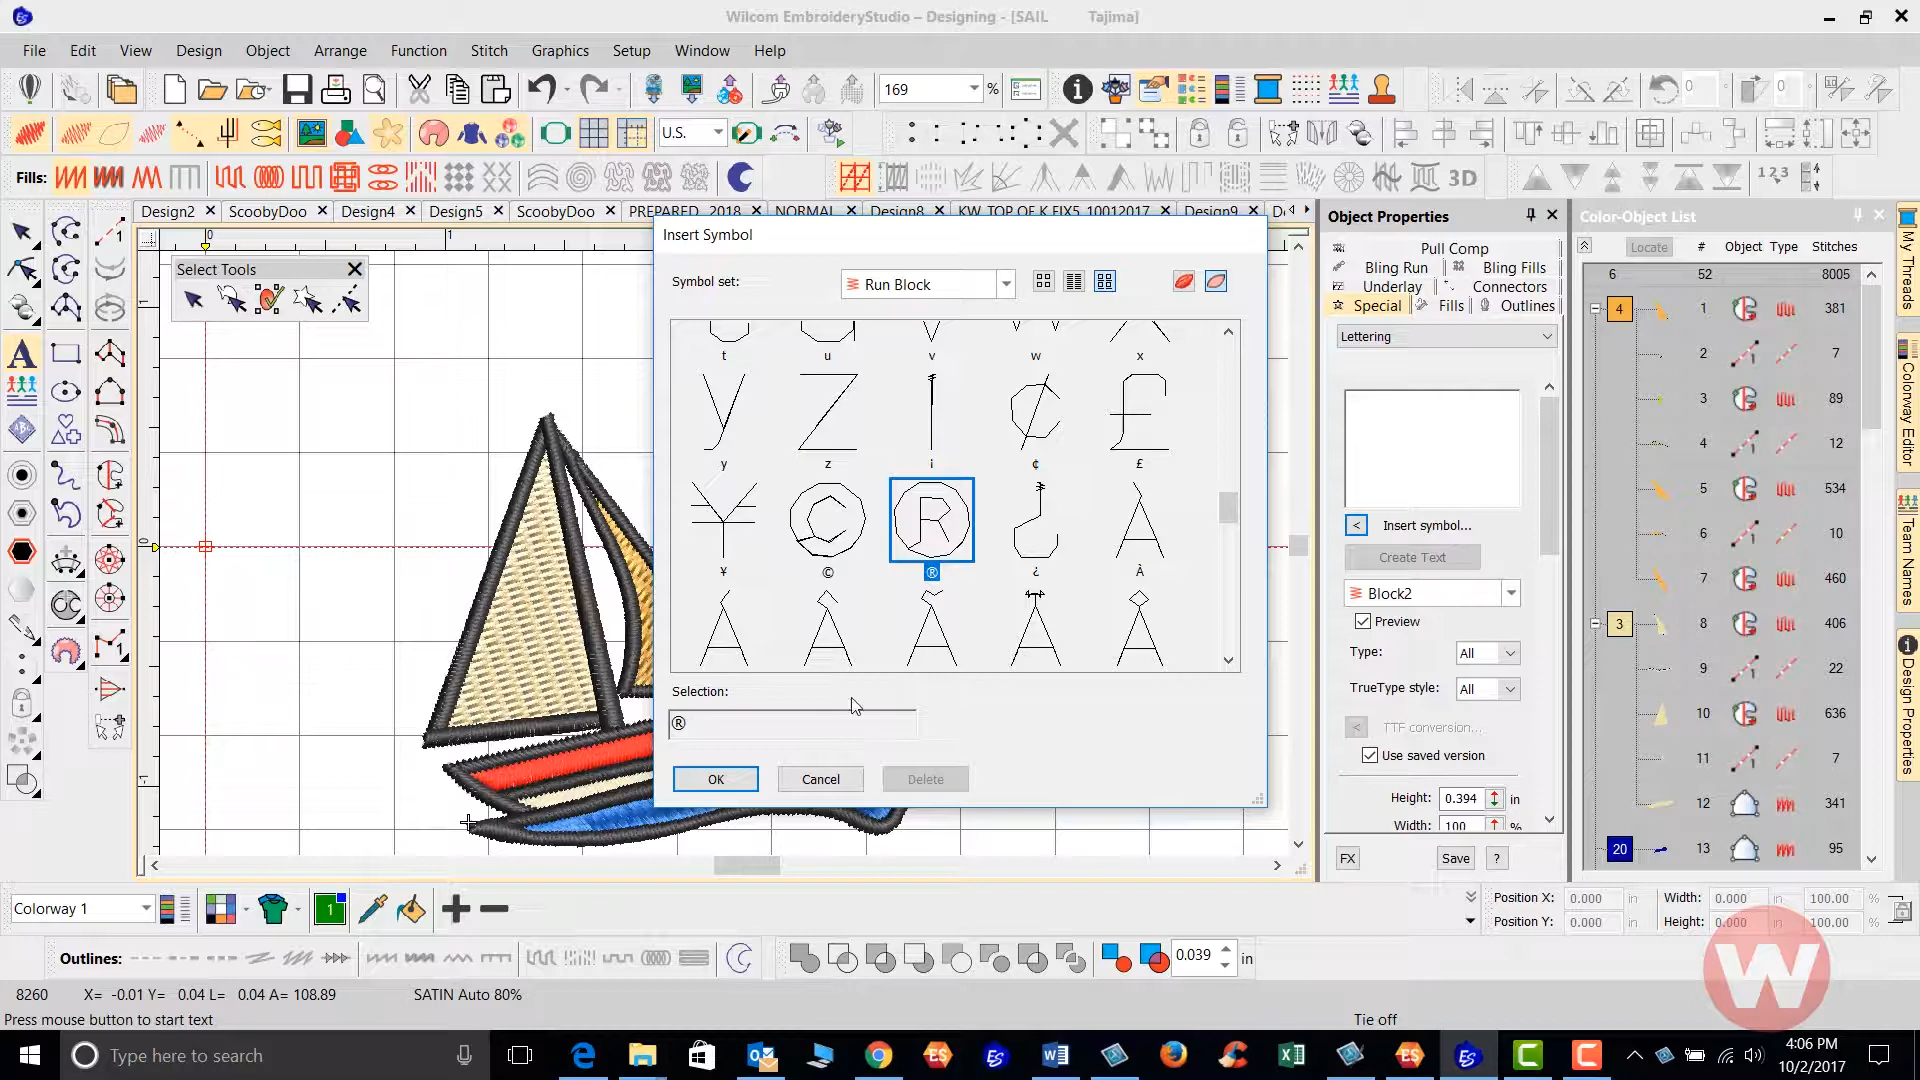 Wilcom EmbroideryStudio – Designing - [SAIL Tajima]
File Edit View Design Object Arrange Function Stitch Graphics Setup Window Help
169 %
0 0
U.S.
Fills:
3D
1 2 3
Design2 ScoobyDoo Design4 Design5 ScoobyDoo PREPARED_2018 NORMAL Design8 KW_TOP OF K FIX5_10012017 Design9
Select Tools
Insert Symbol
Symbol set: Run Block
t u v w x
y z ¡ ¢ £
¥ © ® ¿ À
Selection:
®
OK Cancel Delete
Object Properties
Pull Comp
Bling Run Bling Fills
Underlay Connectors
Special Fills Outlines
Lettering
< Insert symbol...
Create Text
Block2
Preview
Type: All
TrueType style: All
< TTF conversion...
Use saved version
Height: 0.394 in
Width: 100 %
FX Save ?
Color-Object List
Locate # Object Type Stitches
6 52 8005
4 1 381
2 7
3 89
4 12
5 534
6 10
7 460
3 8 406
9 22
10 636
11 7
12 341
20 13 95
My Threads
Colorway Editor
Team Names
Design Properties
Colorway 1
1
Position X: 0.000 in Width: 0.000 in 100.00 %
Position Y: 0.000 in Height: 0.000 in 100.00 %
Outlines:
0.039 in
8260 X= -0.01 Y= 0.04 L= 0.04 A= 108.89 SATIN Auto 80%
Press mouse button to start text Tie off
W
Type here to search
4:06 PM
10/2/2017